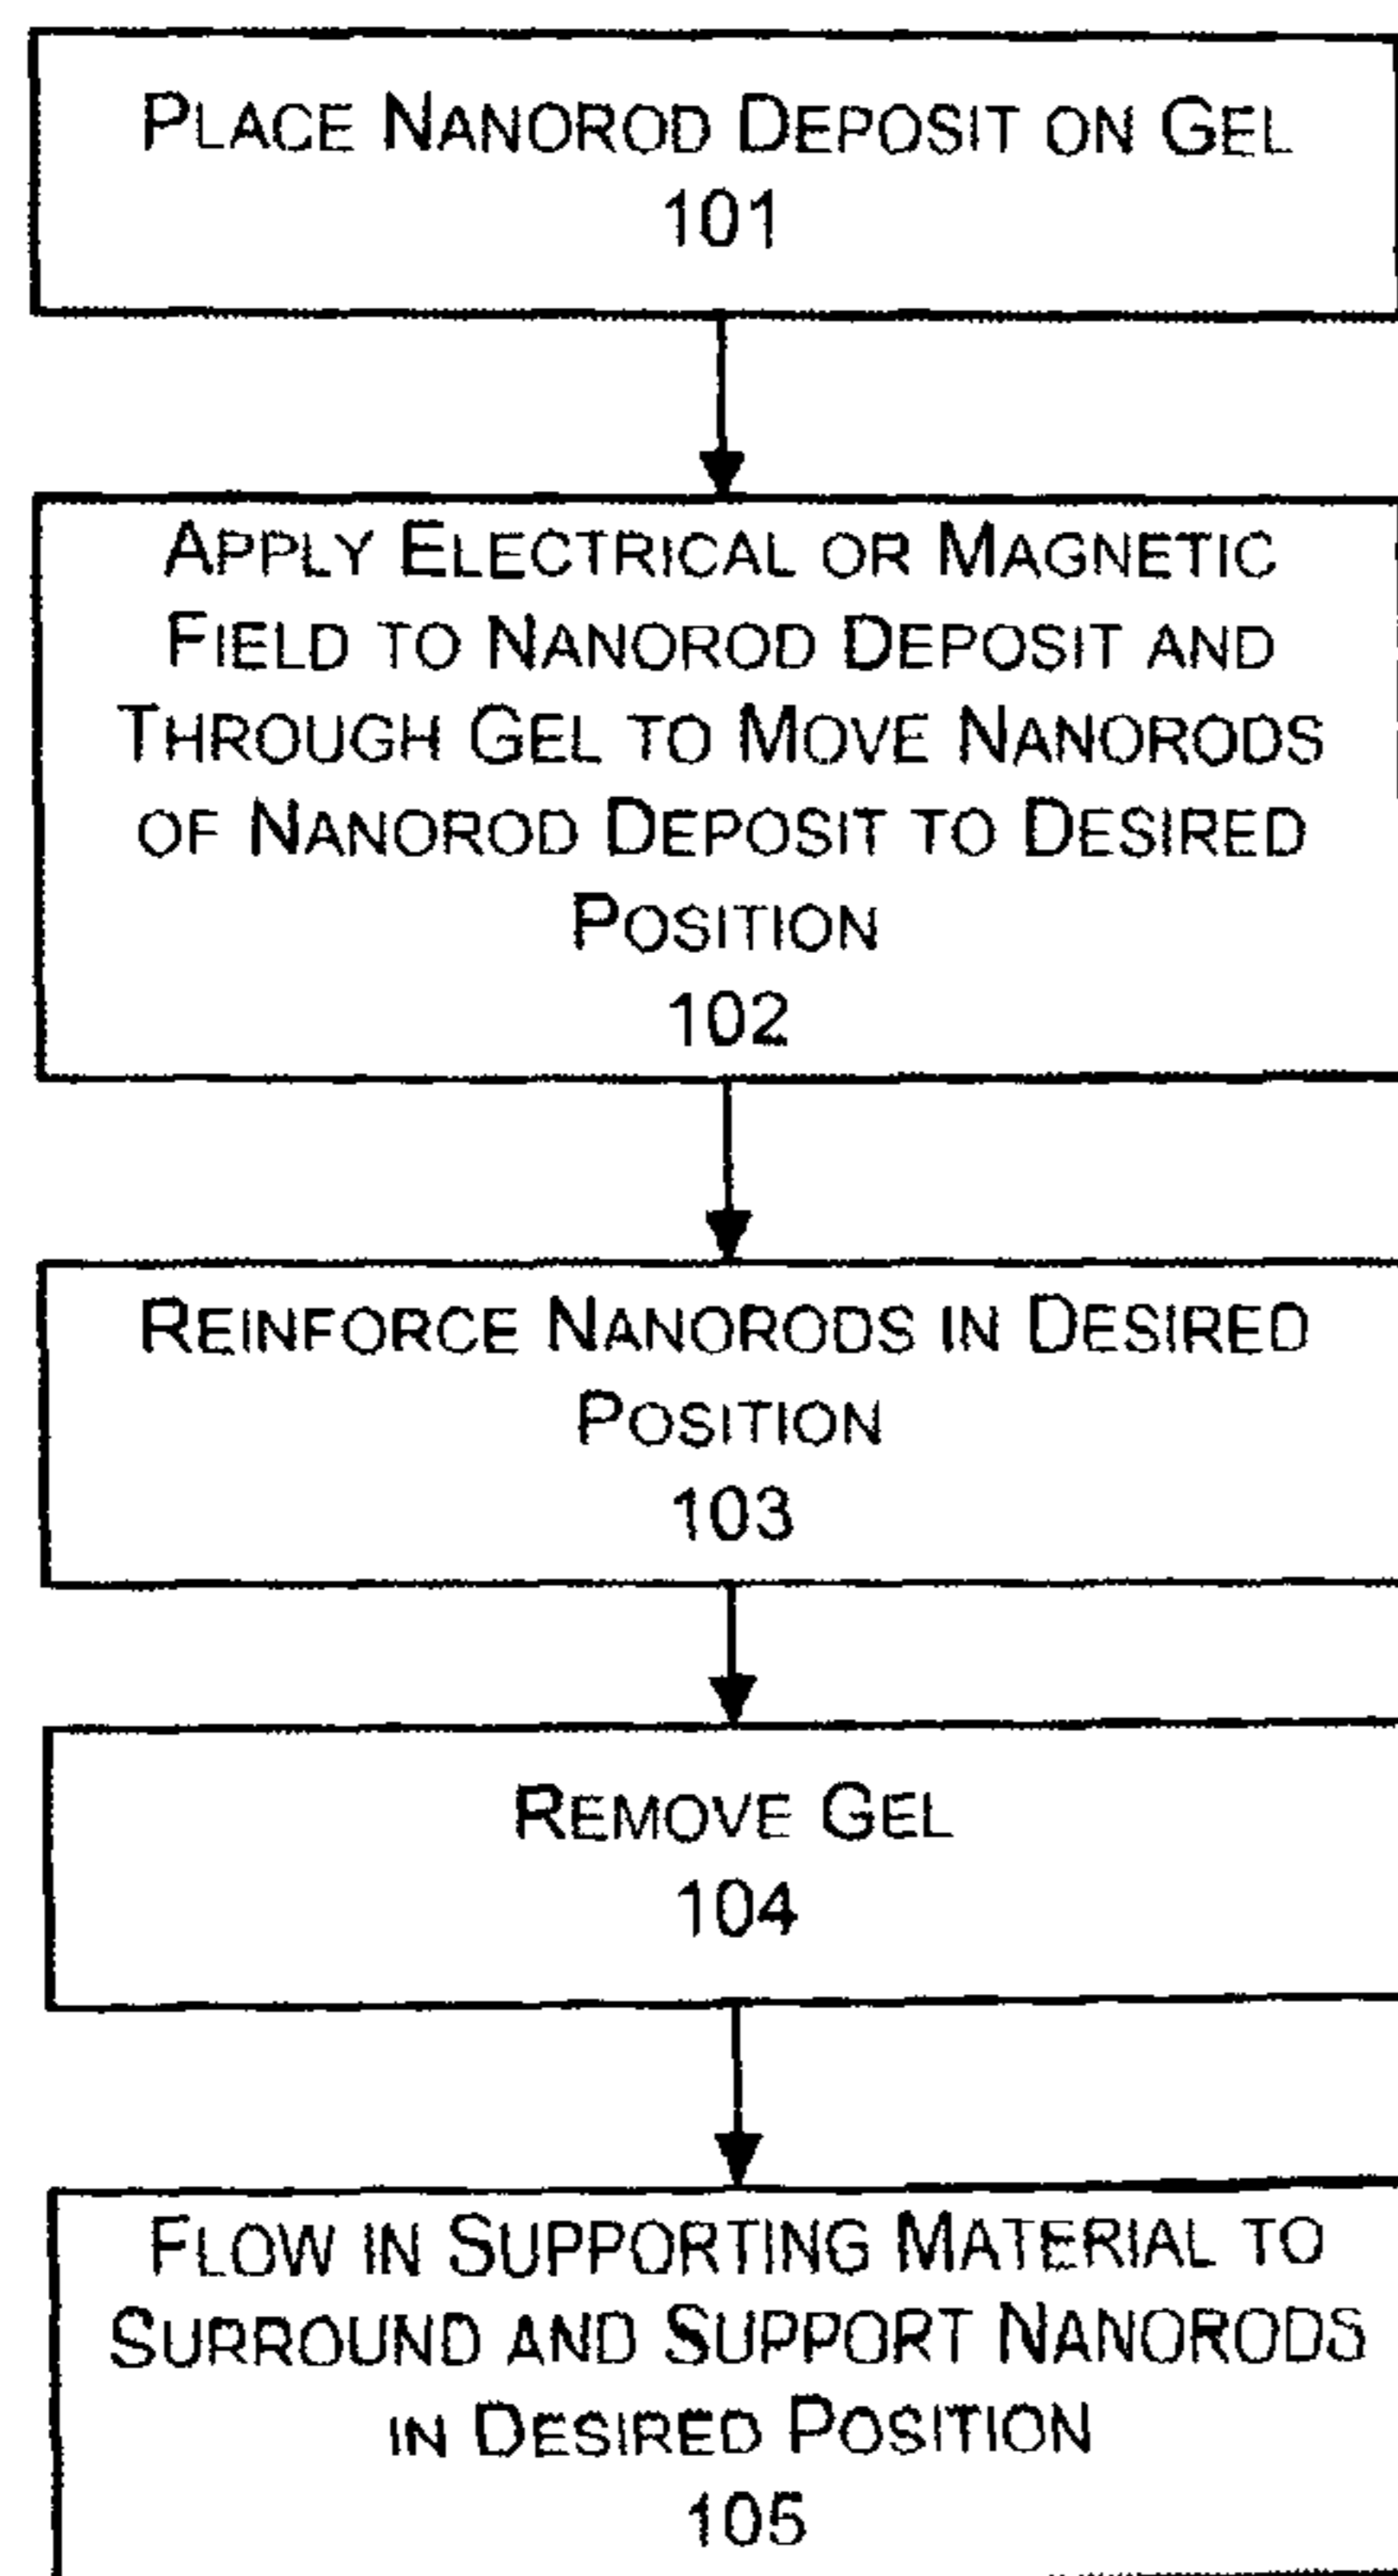 PLACE NANOROD DEPOSIT ON GEL
101
APPLY ELECTRICAL OR MAGNETIC
FIELD TO NANOROD DEPOSIT AND
THROUGH GEL TO MOVE NANORODS
OF NANOROD DEPOSIT TO DESIRED
POSITION
102
REINFORCE NANORODS IN DESIRED
POSITION
103
REMOVE GEL
104
FLOW IN SUPPORTING MATERIAL TO
SURROUND AND SUPPORT NANORODS
IN DESIRED POSITION
105